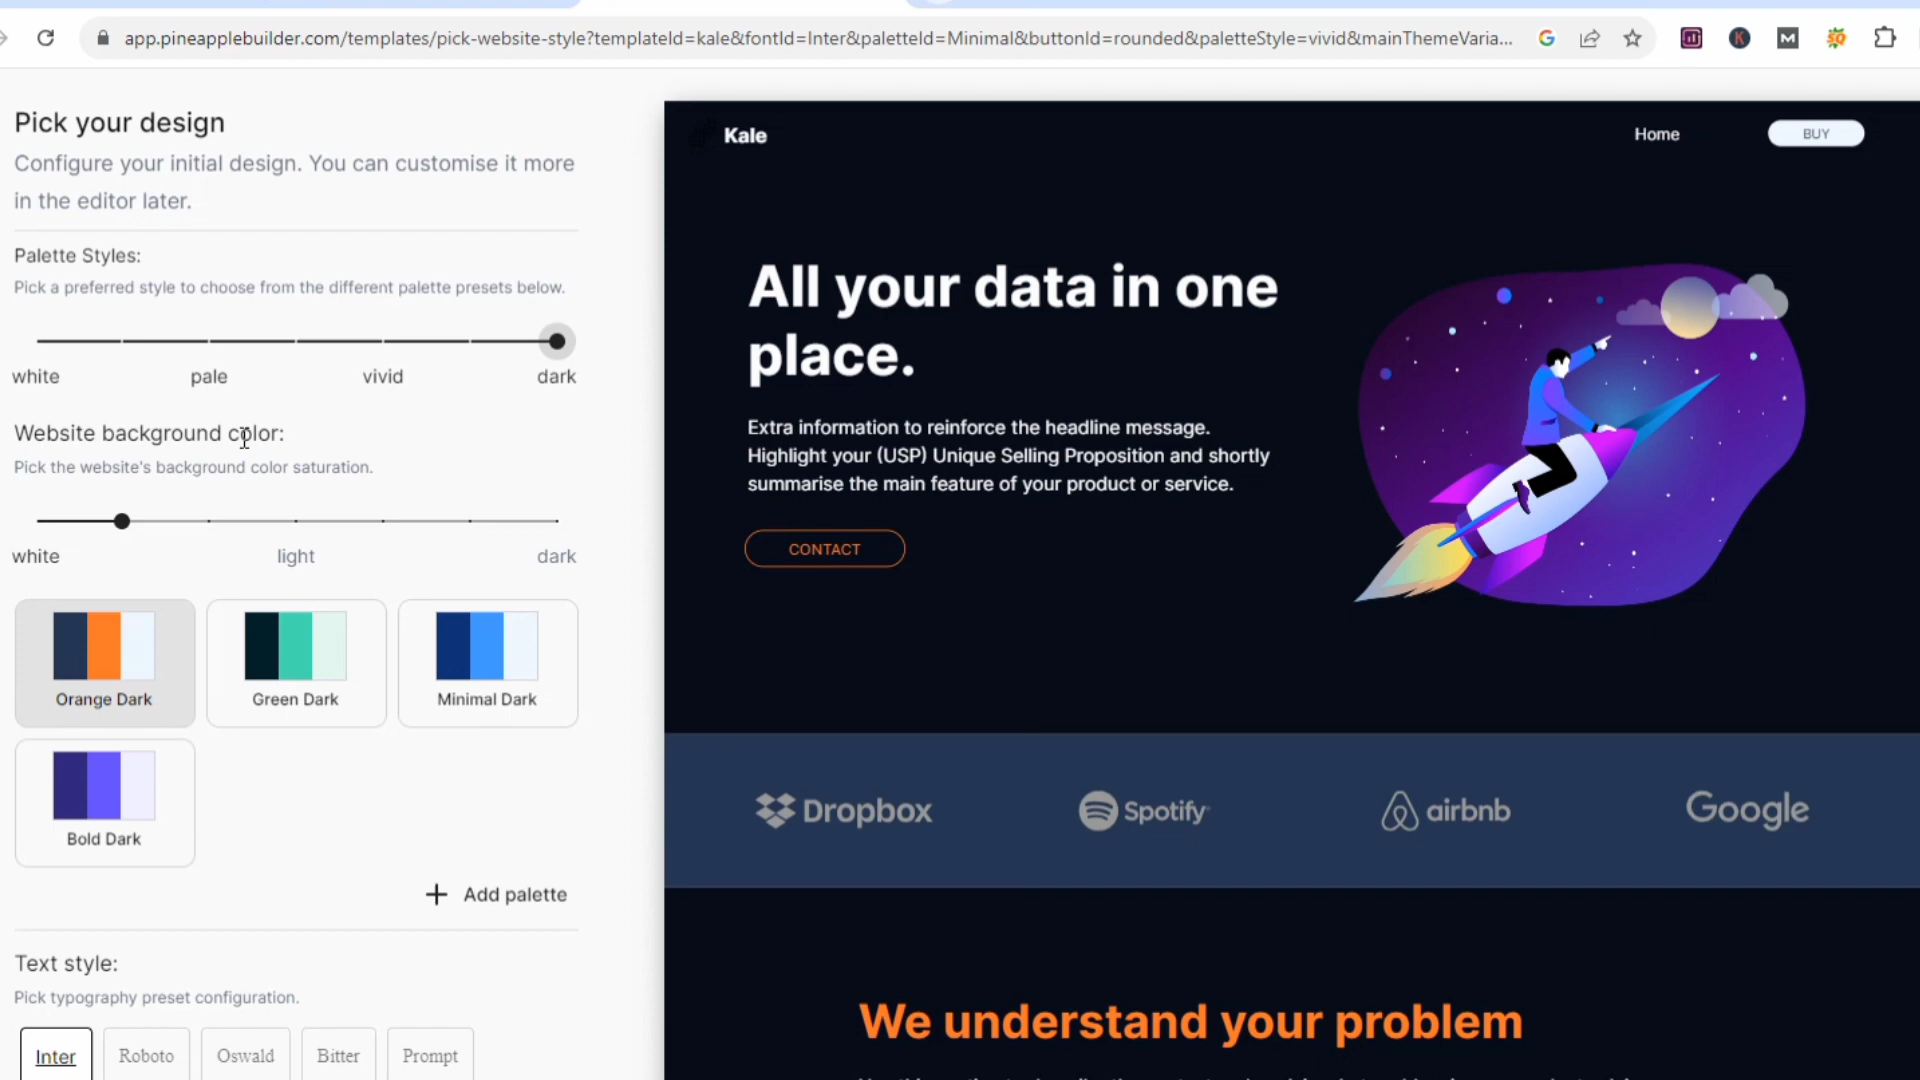 app.pineapplebuilder.com/templates/pick-website-style?templateId=kale&fontId=Inter&paletteId=Minimal&buttonId=rounded&paletteStyle=vivid&mainThemeVaria...
Pick your design
Configure your initial design. You can customise it more
in the editor later.
Palette Styles:
Pick a preferred style to choose from the different palette presets below.
white pale vivid dark
Website background color:
Pick the website's background color saturation.
white light dark
Orange Dark Green Dark Minimal Dark
Bold Dark
+ Add palette
Text style:
Pick typography preset configuration.
Inter Roboto Oswald Bitter Prompt
Kale Home BUY
All your data in one
place.
Extra information to reinforce the headline message.
Highlight your (USP) Unique Selling Proposition and shortly
summarise the main feature of your product or service.
CONTACT
Dropbox Spotify airbnb Google
We understand your problem